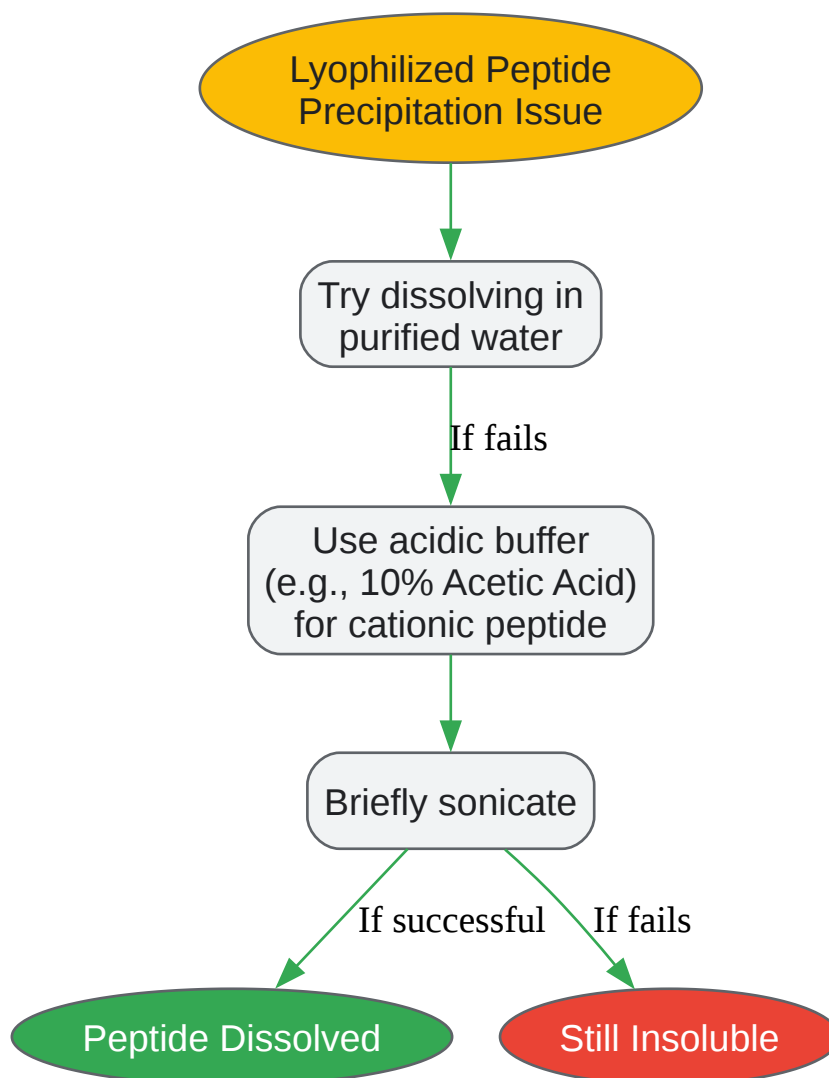 Lyophilized Peptide
Precipitation Issue
Try dissolving in
purified water
If fails
Use acidic buffer
(e.g., 10% Acetic Acid)
for cationic peptide
Briefly sonicate
If successful
If fails
Peptide Dissolved
Still Insoluble